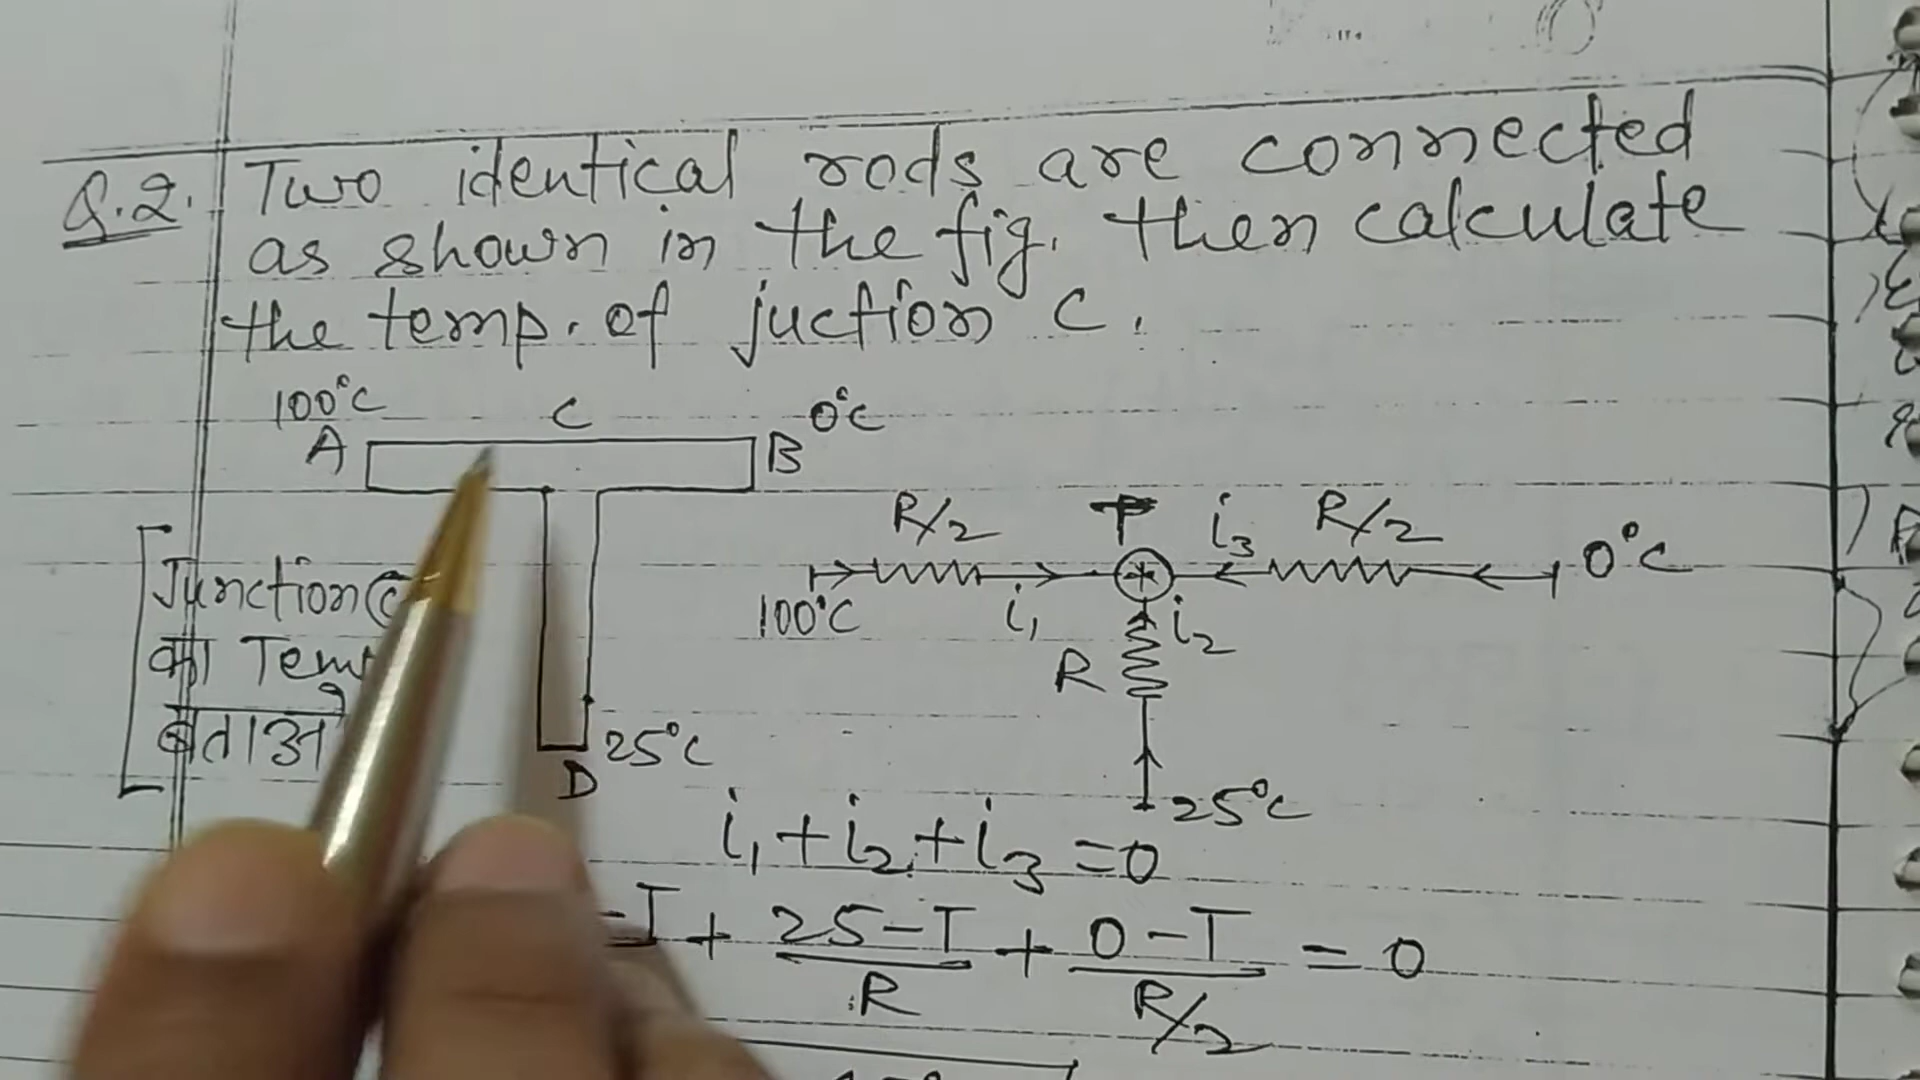 Q.2. Two identical rods are connected
as shown in the fig. then calculate
the temp. of juction C.
100°C C 0°C
A B
R/2 T i3 R/2
100°C i1 i2 0°C
R
Junction
का Tem
बताओ
25°C
D
25°C
i1 + i2 + i3 = 0
-T + 25-T/R + 0-T/R/2 = 0